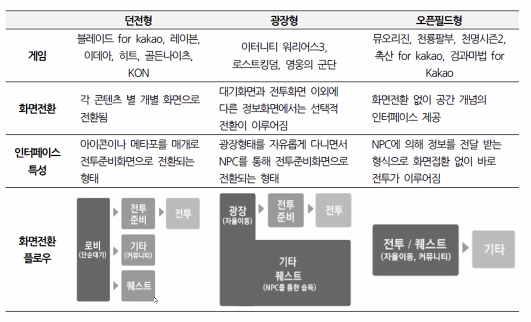 던전형 광장형 오픈필드형
게임
블레이드 for kakao, 레이븐,
이데아, 히트, 골든나이츠,
KON
이터니티 워리어스3,
로스트킹덤, 영웅의 군단
뮤오리진, 천룡팔부, 천명시즌2,
촉산 for kakao, 검과마법 for
Kakao
화면전환
각 콘텐츠 별 개별 화면으로
전환됨
대기화면과 전투화면 이외에
다른 정보화면에서는 선택적
전환이 이루어짐
화면전환 없이 공간 개념의
인터페이스 제공
인터페이스
특성
아이콘이나 메타포를 매개로
전투준비화면으로 전환되는
형태
광장형태를 자유롭게 다니면서
NPC를 통해 전투준비화면으로
전환되는 형태
NPC에 의해 정보를 전달 받는
형식으로 화면접환 없이 바로
전투가 이루어짐
화면전환
플로우
로비
(단순대기)
전투
준비
전투
기타
(커뮤니티)
퀘스트
광장
(자율이동)
전투
준비
전투
기타
퀘스트
(NPC를 통한 습득)
전투 / 퀘스트
(자율이동, 커뮤니티)
기타